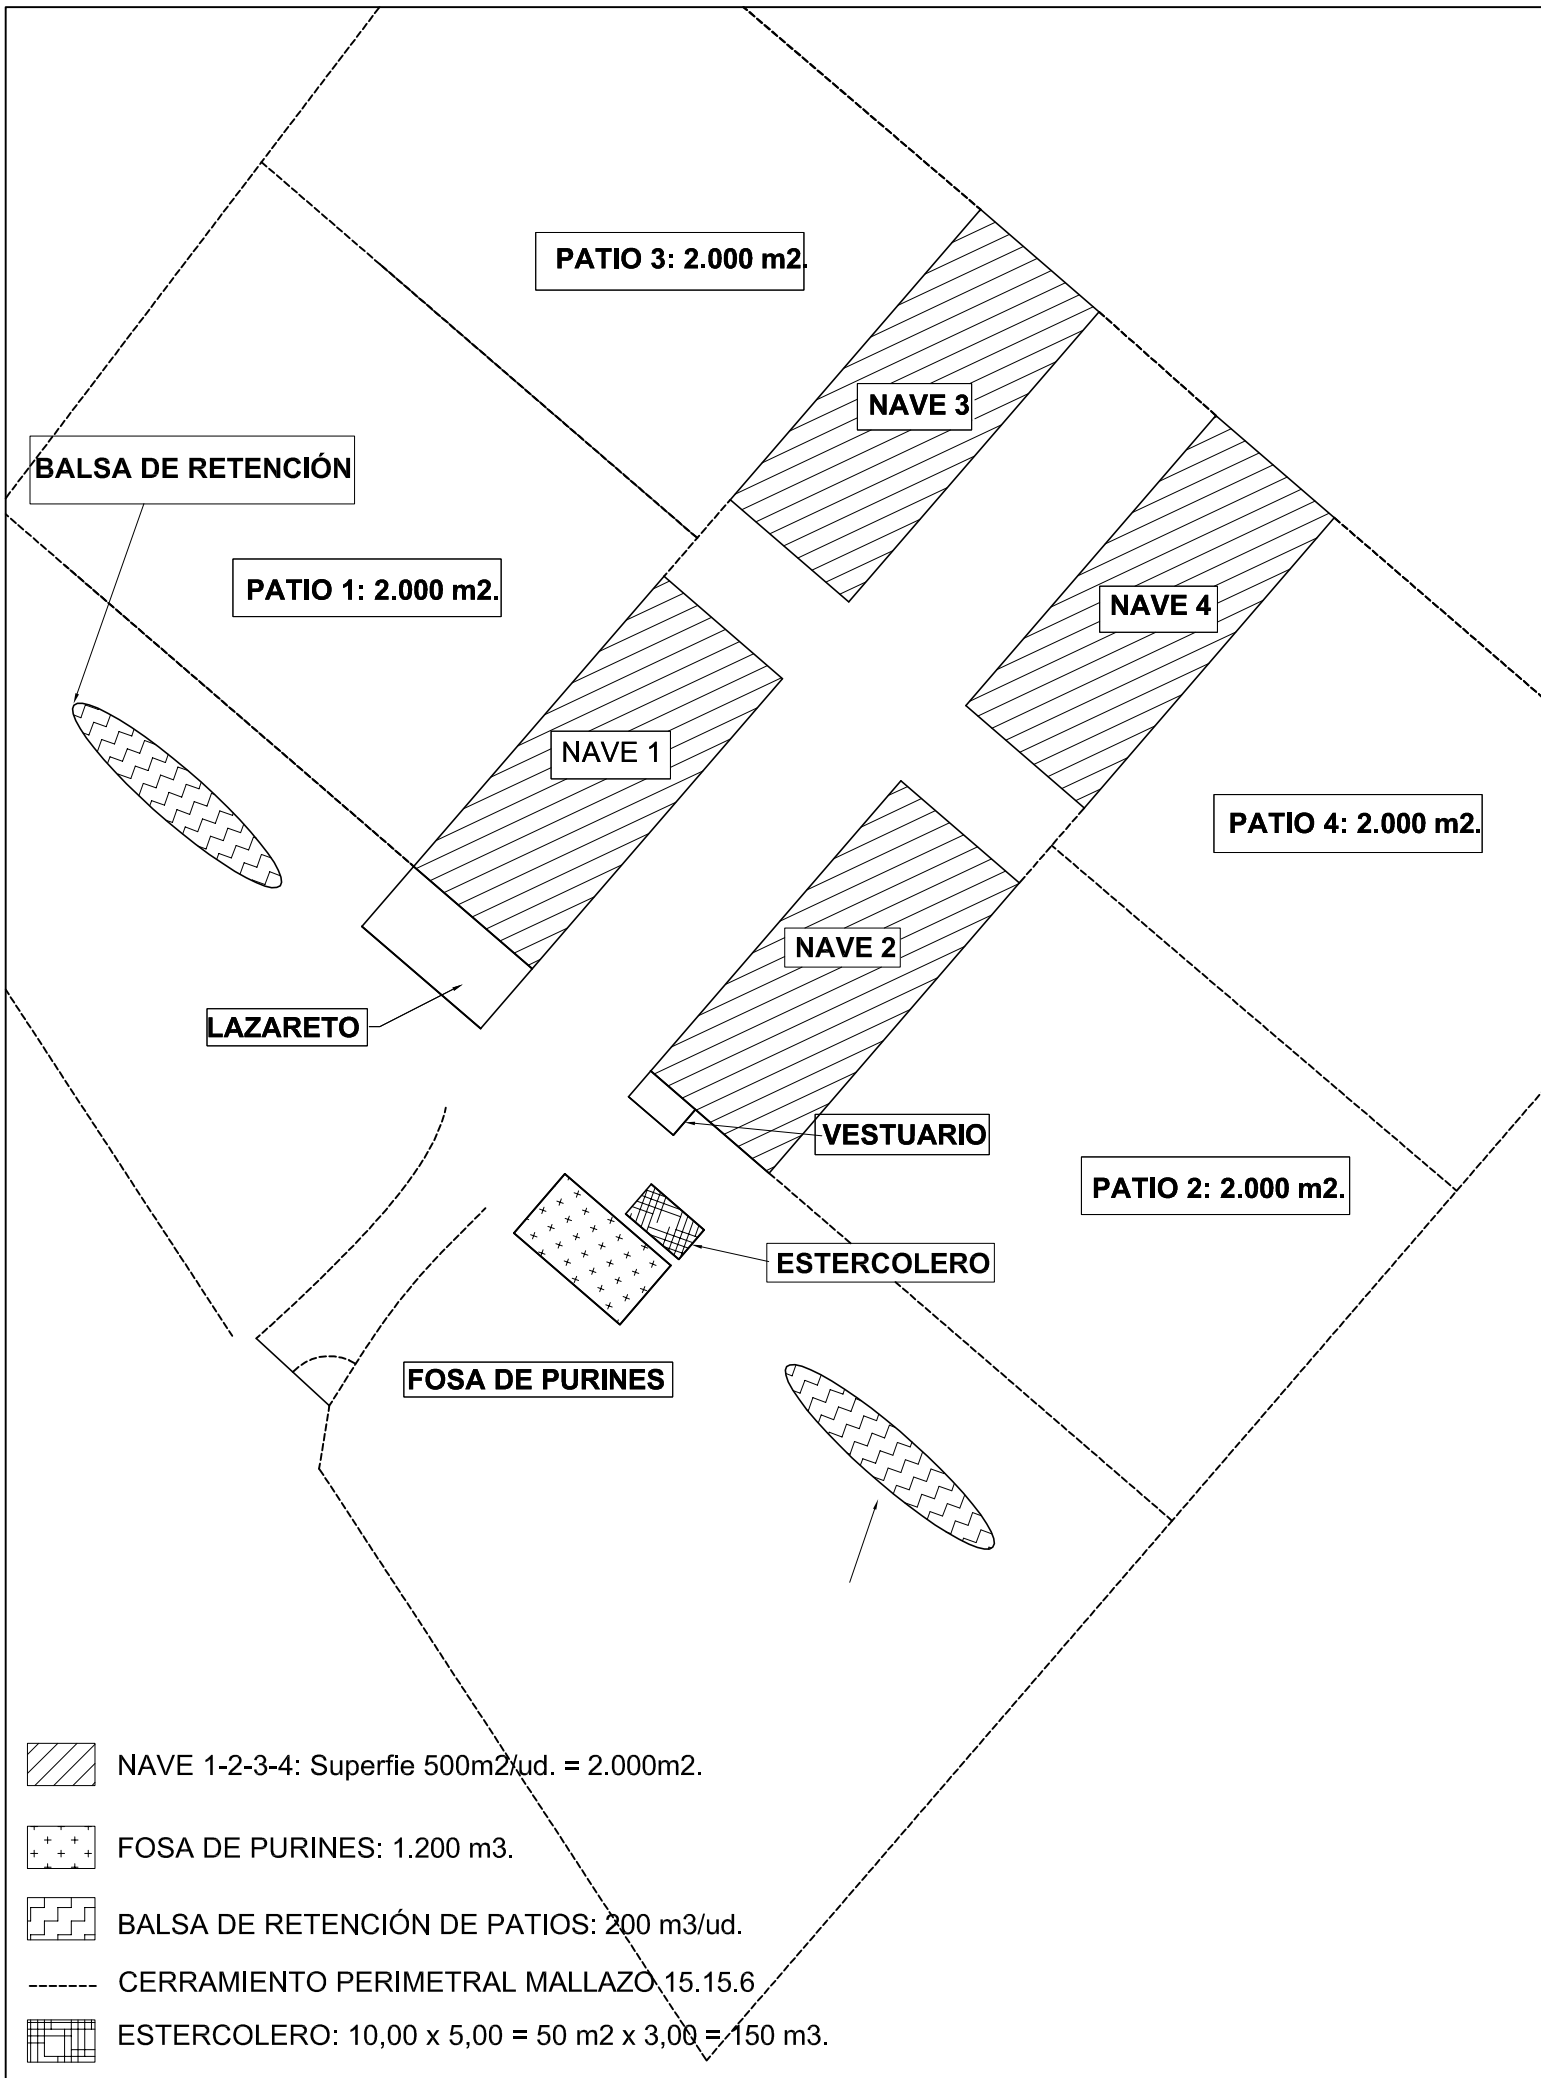 PATIO 3: 2.000 m2.
NAVE 3
BALSA DE RETENCIÓN
PATIO 1: 2.000 m2.
NAVE 4
NAVE 1
PATIO 4: 2.000 m2.
NAVE 2
LAZARETO
VESTUARIO
PATIO 2: 2.000 m2.
ESTERCOLERO
FOSA DE PURINES
NAVE 1-2-3-4: Superfie 500m2/ud. = 2.000m2.
FOSA DE PURINES: 1.200 m3.
BALSA DE RETENCIÓN DE PATIOS: 200 m3/ud.
CERRAMIENTO PERIMETRAL MALLAZO 15.15.6
ESTERCOLERO: 10,00 x 5,00 = 50 m2 x 3,00 = 150 m3.